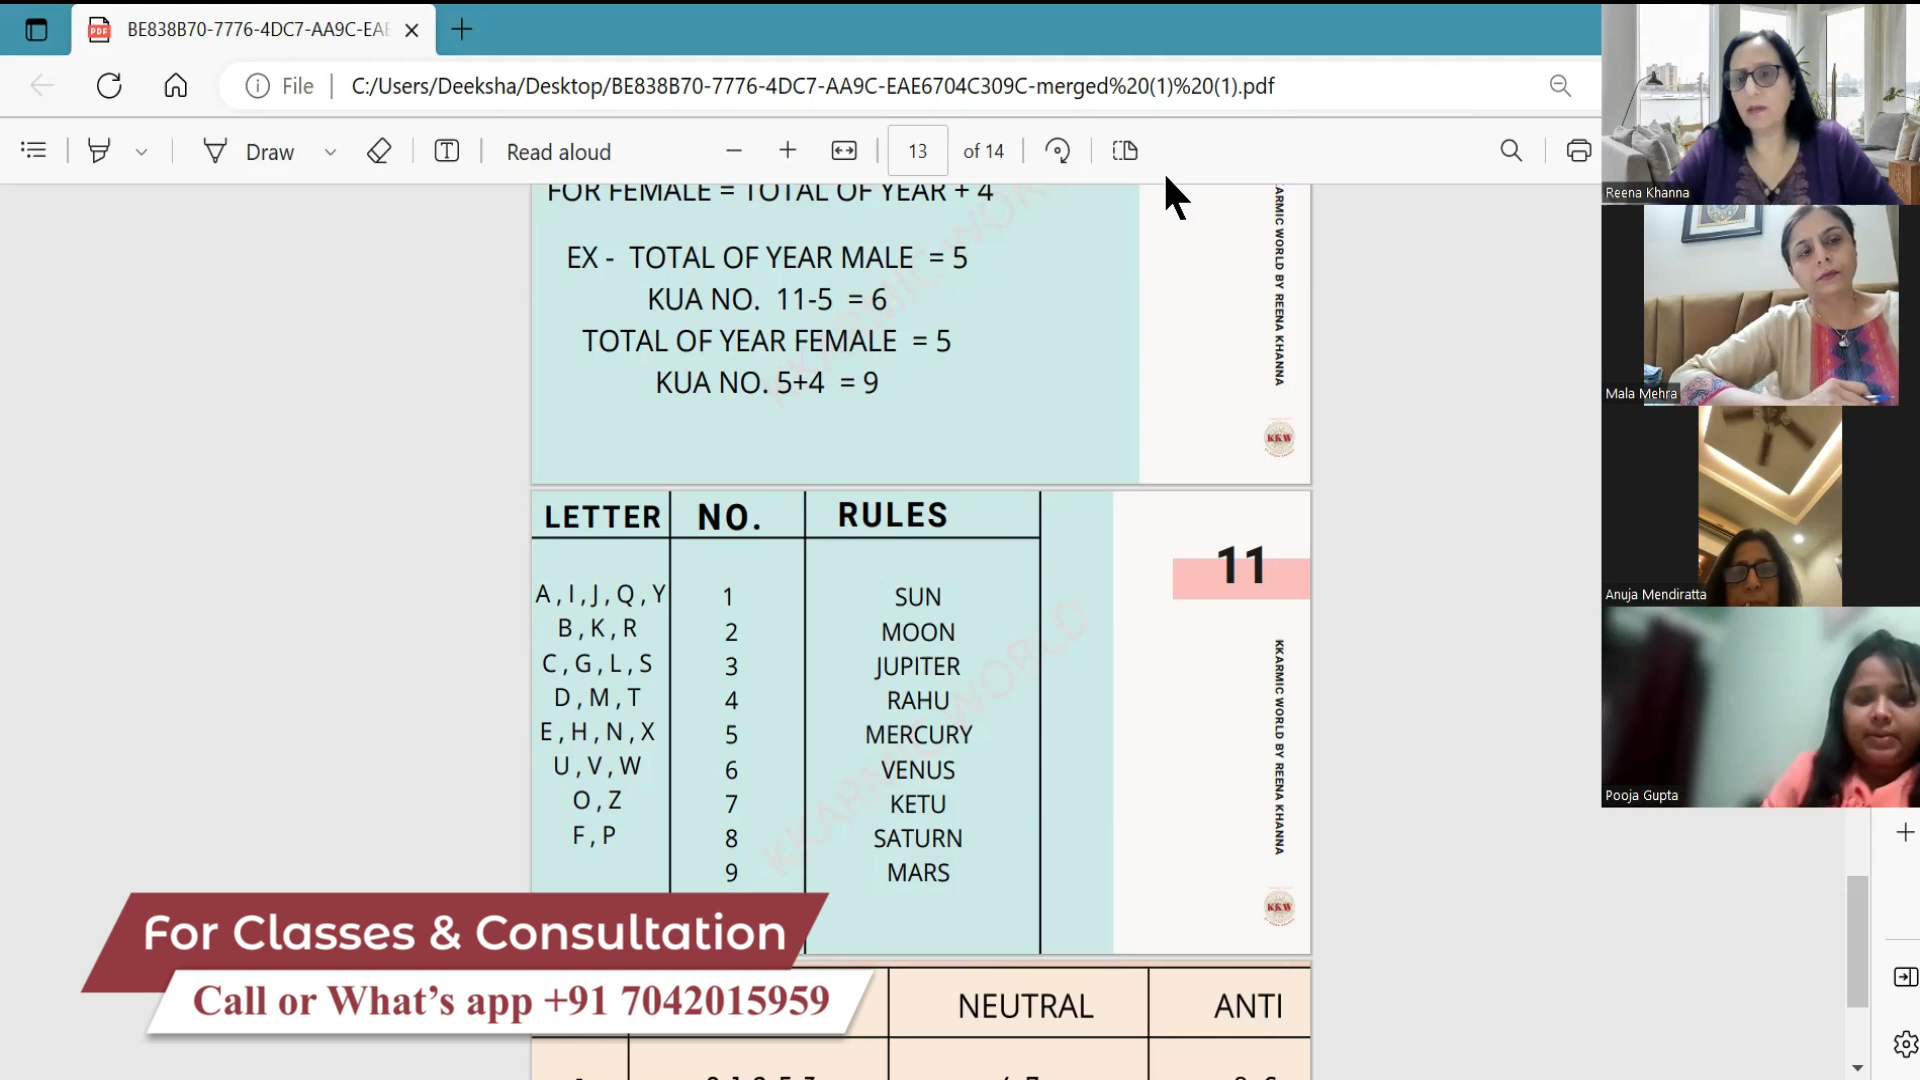 BE838B70-7776-4DC7-AA9C-EAE
File
C:/Users/Deeksha/Desktop/BE838B70-7776-4DC7-AA9C-EAE6704C309C-merged%20(1)%20(1).pdf
Draw
Read aloud
13 of 14
FOR FEMALE = TOTAL OF YEAR + 4
EX - TOTAL OF YEAR MALE = 5
KUA NO. 11-5 = 6
TOTAL OF YEAR FEMALE = 5
KUA NO. 5+4 = 9
KARMIC WORLD BY REENA KHANNA
KKW
LETTER NO. RULES
A , I , J , Q , Y 1 SUN
B , K , R 2 MOON
C , G , L , S 3 JUPITER
D , M , T 4 RAHU
E , H , N , X 5 MERCURY
U , V , W 6 VENUS
O , Z 7 KETU
F , P 8 SATURN
9 MARS
KKARMIC WORLD
11
KKARMIC WORLD BY REENA KHANNA
KKW
NEUTRAL ANTI
For Classes & Consultation
Call or What's app +91 7042015959
Reena Khanna
Mala Mehra
Anuja Mendiratta
Pooja Gupta